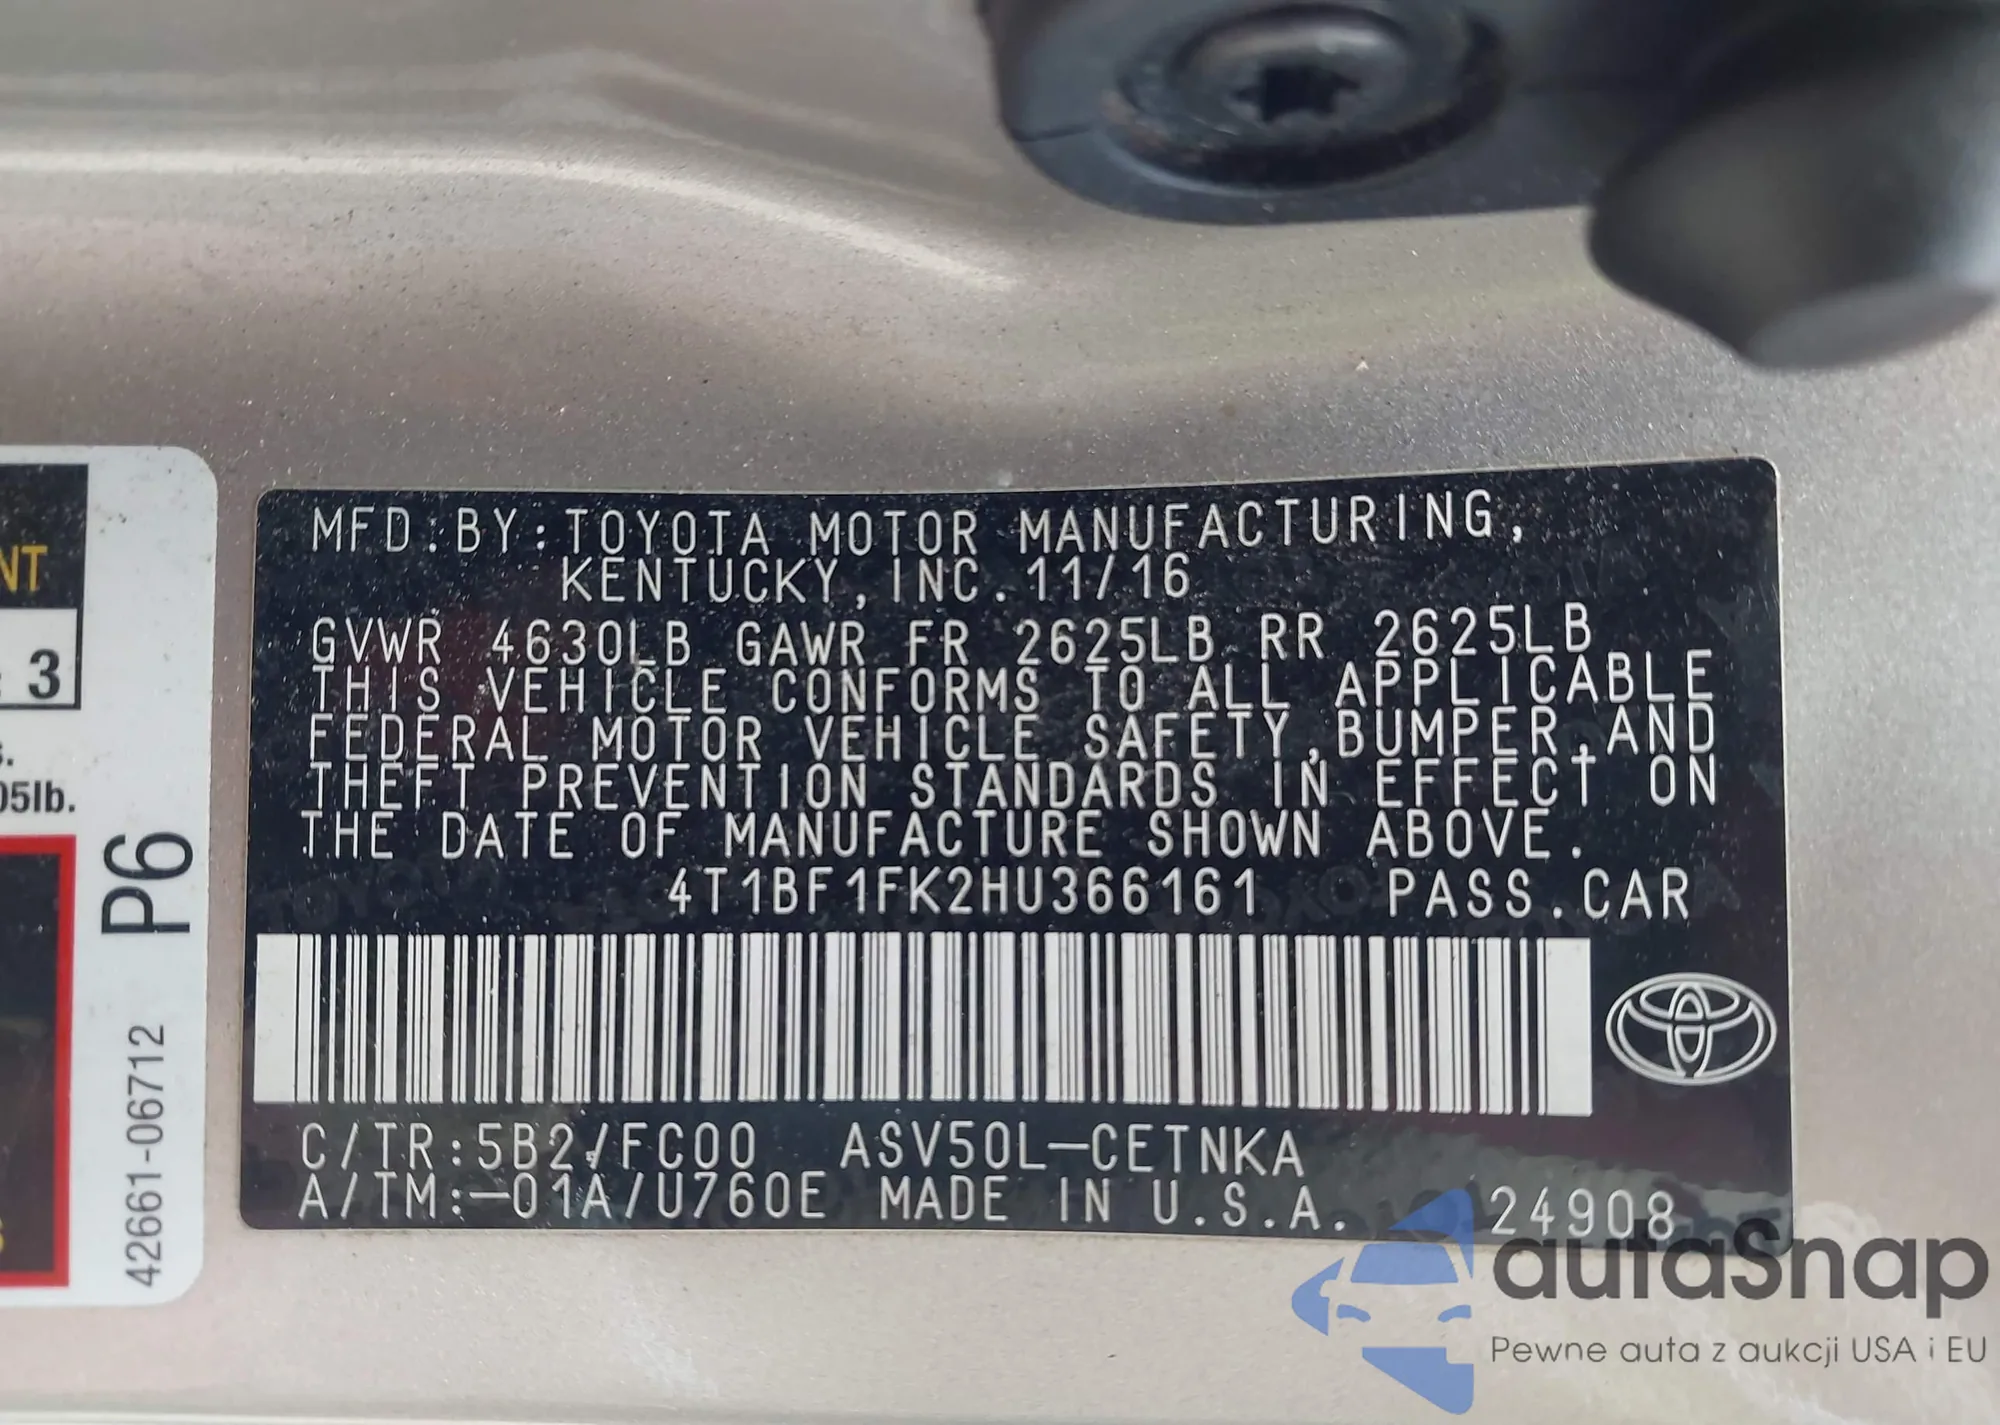 NT
: 3
s.
05lb.
P6
42661-06712
MFD.BY:TOYOTA MOTOR MANUFACTURING,
KENTUCKY,INC.11/16
GVWR 4630LB GAWR FR 2625LB RR 2625LB
THIS VEHICLE CONFORMS TO ALL APPLICABLE
FEDERAL MOTOR VEHICLE SAFETY,BUMPER,AND
THEFT PREVENTION STANDARDS IN EFFECT ON
THE DATE OF MANUFACTURE SHOWN ABOVE.
4T1BF1FK2HU366161 PASS.CAR
C/TR:5B2/FC00 ASV50L-CETNKA
A/TM:-01A/U760E MADE IN U.S.A. 24908
autaSnap
Pewne auta z aukcji USA i EU